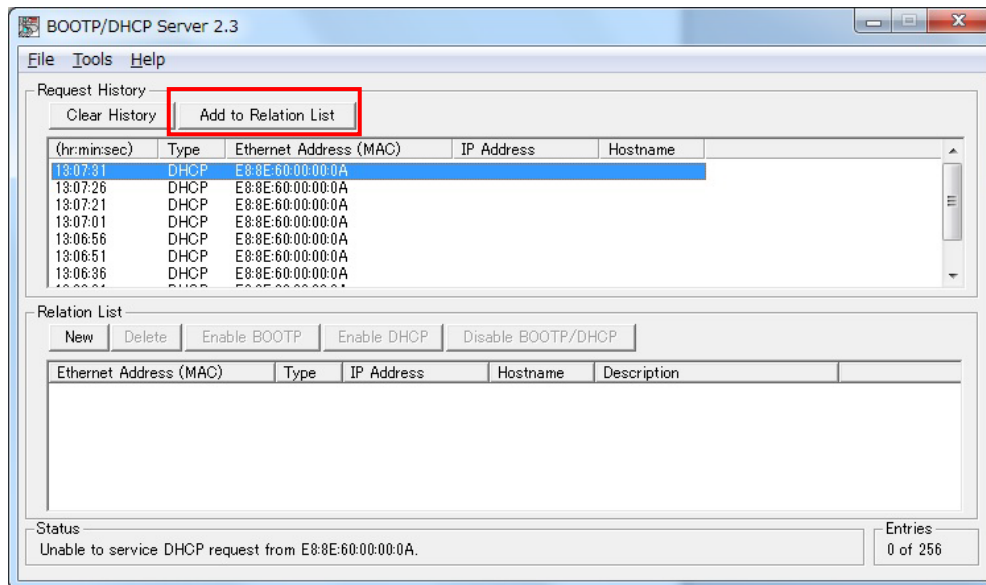 BOOTP/DHCP Server 2.3
File Tools Help
Request History
Clear History Add to Relation List
(hr:min:sec) Type Ethernet Address (MAC) IP Address Hostname
13:07:31 DHCP E8:8E:60:00:00:0A
13:07:26 DHCP E8:8E:60:00:00:0A
13:07:21 DHCP E8:8E:60:00:00:0A
13:07:01 DHCP E8:8E:60:00:00:0A
13:06:56 DHCP E8:8E:60:00:00:0A
13:06:51 DHCP E8:8E:60:00:00:0A
13:06:36 DHCP E8:8E:60:00:00:0A
Relation List
New Delete Enable BOOTP Enable DHCP Disable BOOTP/DHCP
Ethernet Address (MAC) Type IP Address Hostname Description
Status
Unable to service DHCP request from E8:8E:60:00:00:0A.
Entries
0 of 256